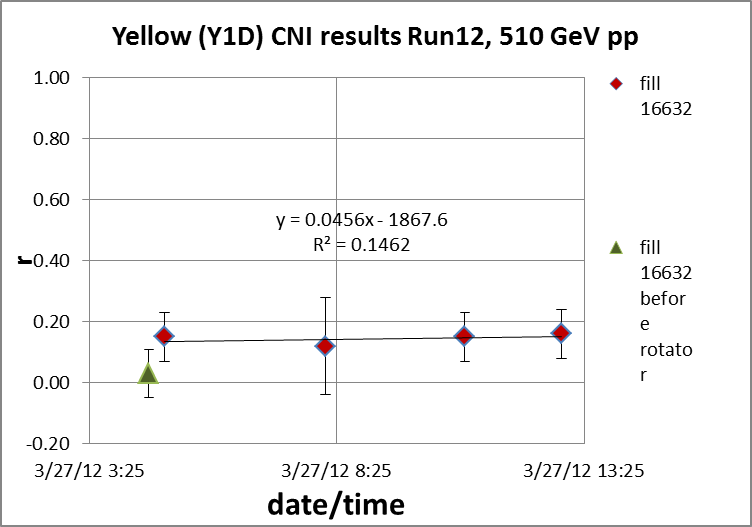 Yellow (Y1D) CNI results Run12, 510 GeV pp
1.00
0.80
0.60
0.40
0.20
0.00
-0.20
r
y = 0.0456x - 1867.6
R² = 0.1462
3/27/12 3:25
3/27/12 8:25
3/27/12 13:25
date/time
fill
16632
fill
16632
befor
e
rotato
r